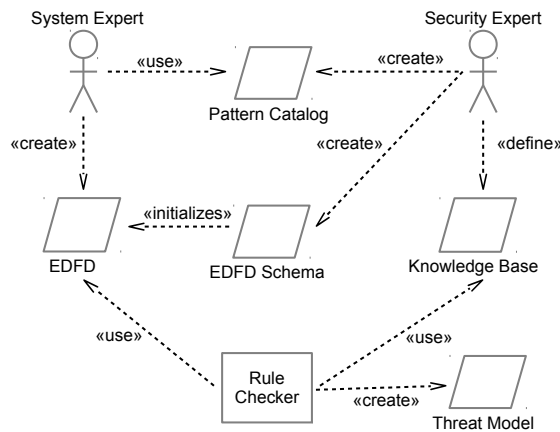 System Expert
Security Expert
«use»
«create»
Pattern Catalog
«create»
«create»
«define»
«initializes»
EDFD
EDFD Schema
Knowledge Base
«use»
«use»
Rule
Checker
«create»
Threat Model